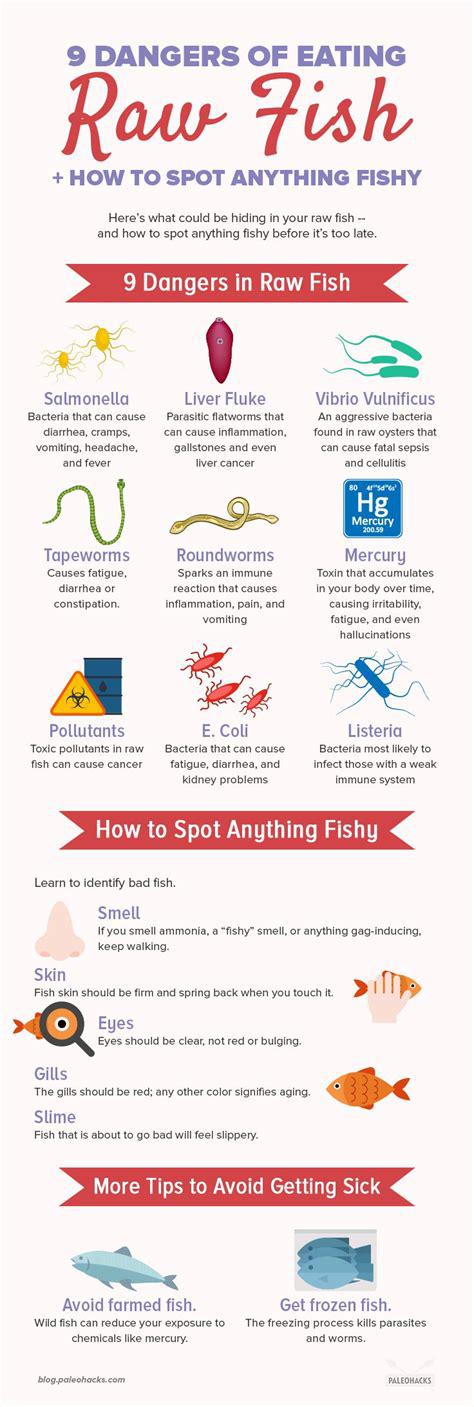 9 DANGERS OF EATING
Raw Fish
+ HOW TO SPOT ANYTHING FISHY
Here's what could be hiding in your raw fish --
and how to spot anything fishy before it's too late.
9 Dangers in Raw Fish
Salmonella
Bacteria that can cause
diarrhea, cramps,
vomiting, headache,
and fever
Liver Fluke
Parasitic flatworms that
can cause inflammation,
gallstones and even
liver cancer
Vibrio Vulnificus
An aggressive bacteria
found in raw oysters that
can cause fatal sepsis
and cellulitis
Tapeworms
Causes fatigue,
diarrhea or
constipation.
Roundworms
Sparks an immune
reaction that causes
inflammation, pain, and
vomiting
80 4f¹⁴5d¹⁰6s²
Hg
Mercury
200.59
Mercury
Toxin that accumulates
in your body over time,
causing irritability,
fatigue, and even
hallucinations
Pollutants
Toxic pollutants in raw
fish can cause cancer
E. Coli
Bacteria that can cause
fatigue, diarrhea, and
kidney problems
Listeria
Bacteria most likely to
infect those with a weak
immune system
How to Spot Anything Fishy
Learn to identify bad fish.
Smell
If you smell ammonia, a "fishy" smell, or anything gag-inducing,
keep walking.
Skin
Fish skin should be firm and spring back when you touch it.
Eyes
Eyes should be clear, not red or bulging.
Gills
The gills should be red; any other color signifies aging.
Slime
Fish that is about to go bad will feel slippery.
More Tips to Avoid Getting Sick
Avoid farmed fish.
Wild fish can reduce your exposure to
chemicals like mercury.
Get frozen fish.
The freezing process kills parasites
and worms.
blog.paleohacks.com
PALEOHACKS